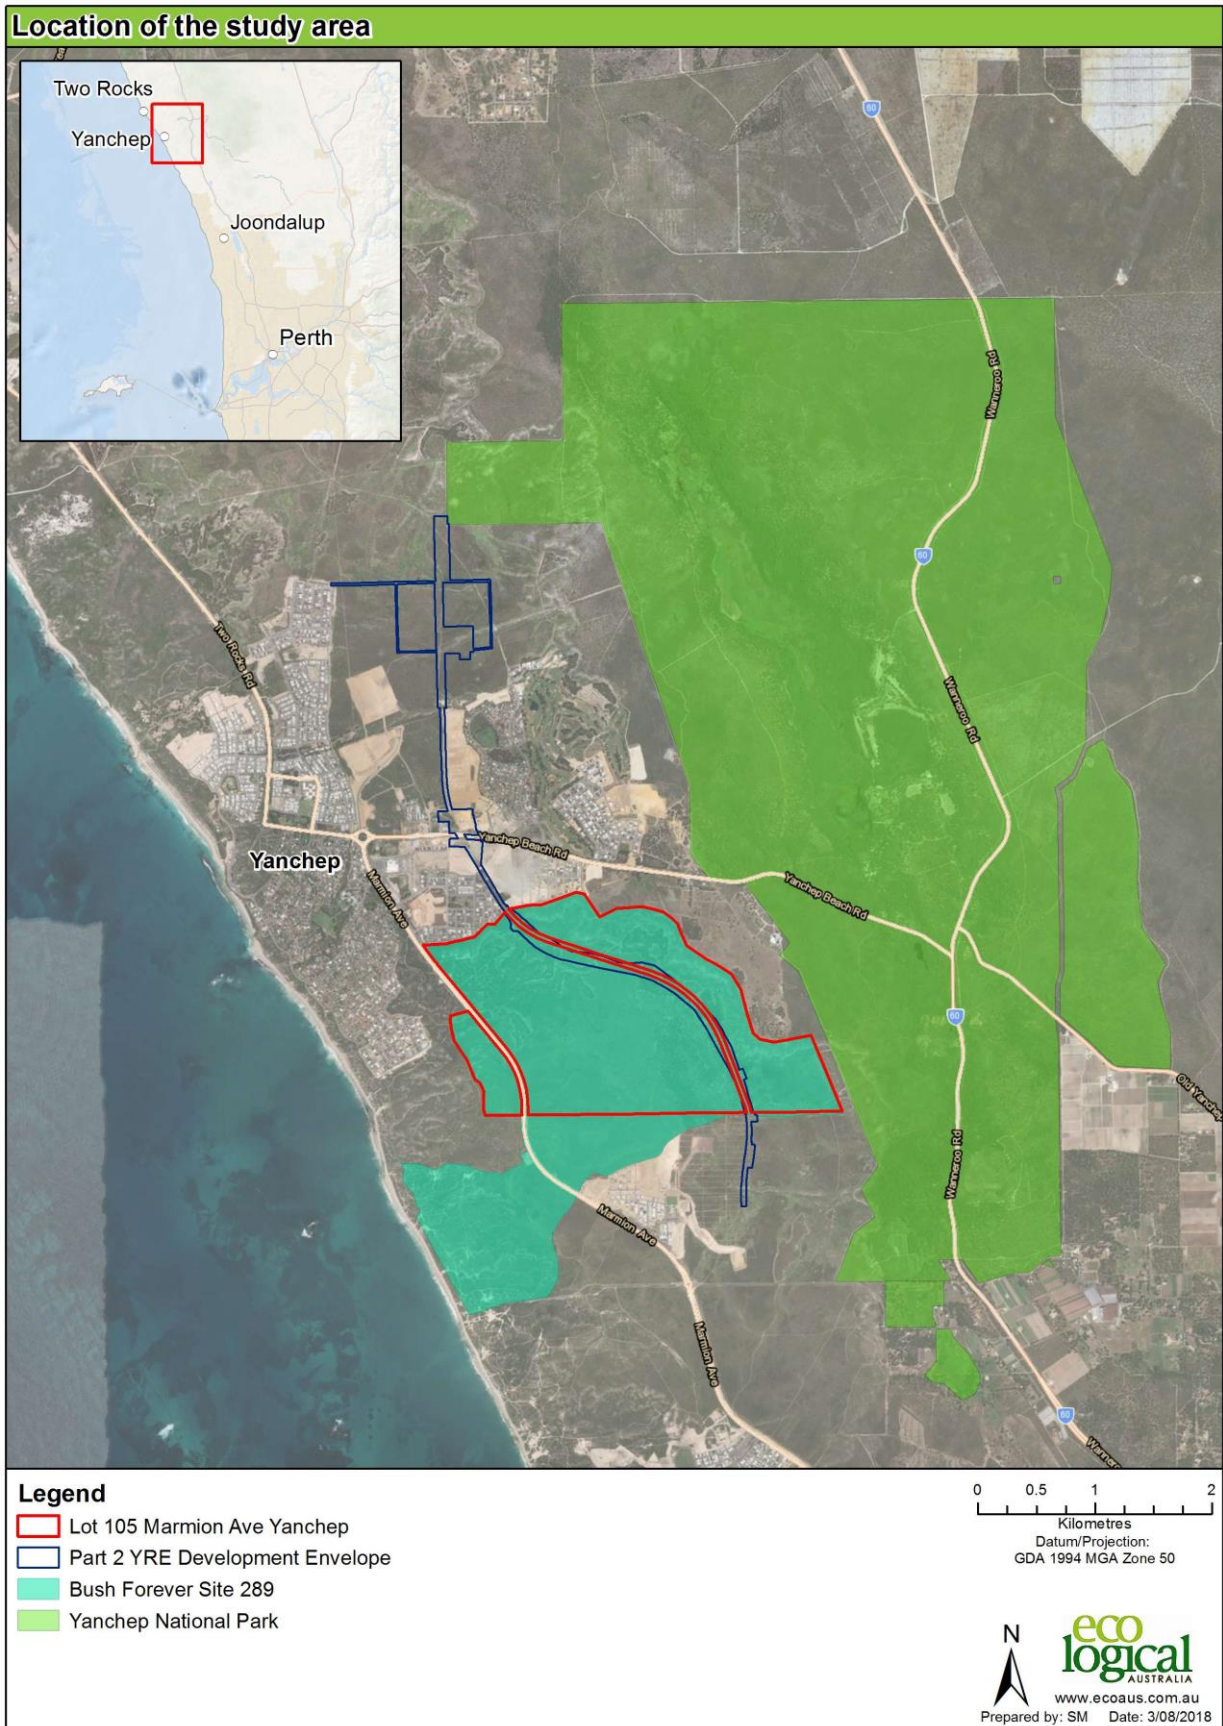 Location of the study area
Two Rocks
Yanchep
Joondalup
Perth
60
Wanneroo Rd
60
Two Rocks Rd
Wanneroo Rd
Yanchep Beach Rd
Yanchep
Marmion Ave
Yanchep Beach Rd
60
Old Yanchep
Wanneroo Rd
Marmion Ave
Marmion Ave
60
Wannero
Legend
Lot 105 Marmion Ave Yanchep
Part 2 YRE Development Envelope
Bush Forever Site 289
Yanchep National Park
0 0.5 1 2
Kilometres
Datum/Projection:
GDA 1994 MGA Zone 50
N
eco
logical
AUSTRALIA
www.ecoaus.com.au
Prepared by: SM Date: 3/08/2018